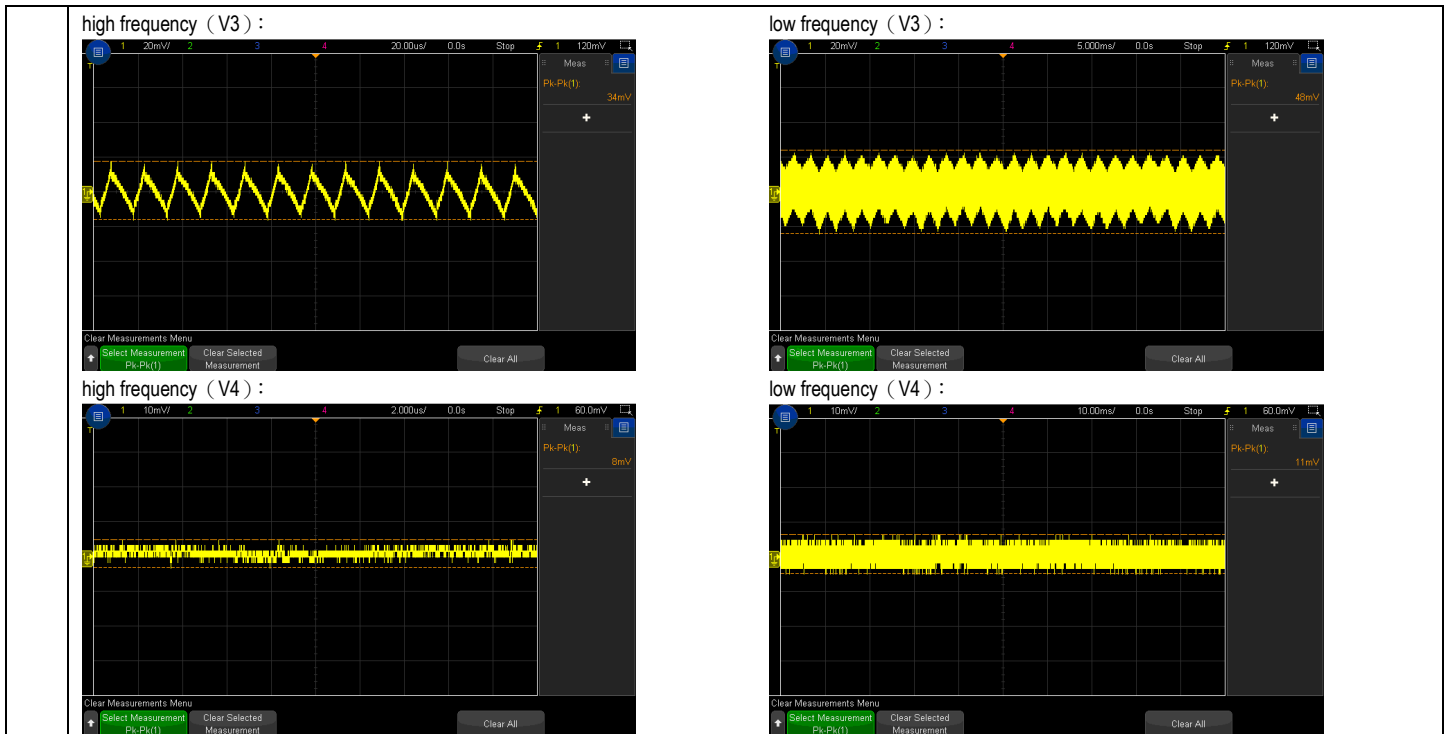 high frequency（V3）：
1 20mV/ 2 3 4 20.00us/ 0.0s Stop 1 120mV
T
Meas
Pk-Pk(1):
34mV
Clear Measurements Menu
Select Measurement
Pk-Pk(1)
Clear Selected
Measurement
Clear All
low frequency（V3）：
1 20mV/ 2 3 4 5.000ms/ 0.0s Stop 1 120mV
Meas
Pk-Pk(1):
48mV
Clear Measurements Menu
Select Measurement
Pk-Pk(1)
Clear Selected
Measurement
Clear All
high frequency（V4）：
1 10mV/ 2 3 4 2.000us/ 0.0s Stop 1 60.0mV
T
Meas
Pk-Pk(1):
8mV
Clear Measurements Menu
Select Measurement
Pk-Pk(1)
Clear Selected
Measurement
Clear All
low frequency（V4）：
1 10mV/ 2 3 4 10.00ms/ 0.0s Stop 1 60.0mV
T
Meas
Pk-Pk(1):
11mV
Clear Measurements Menu
Select Measurement
Pk-Pk(1)
Clear Selected
Measurement
Clear All